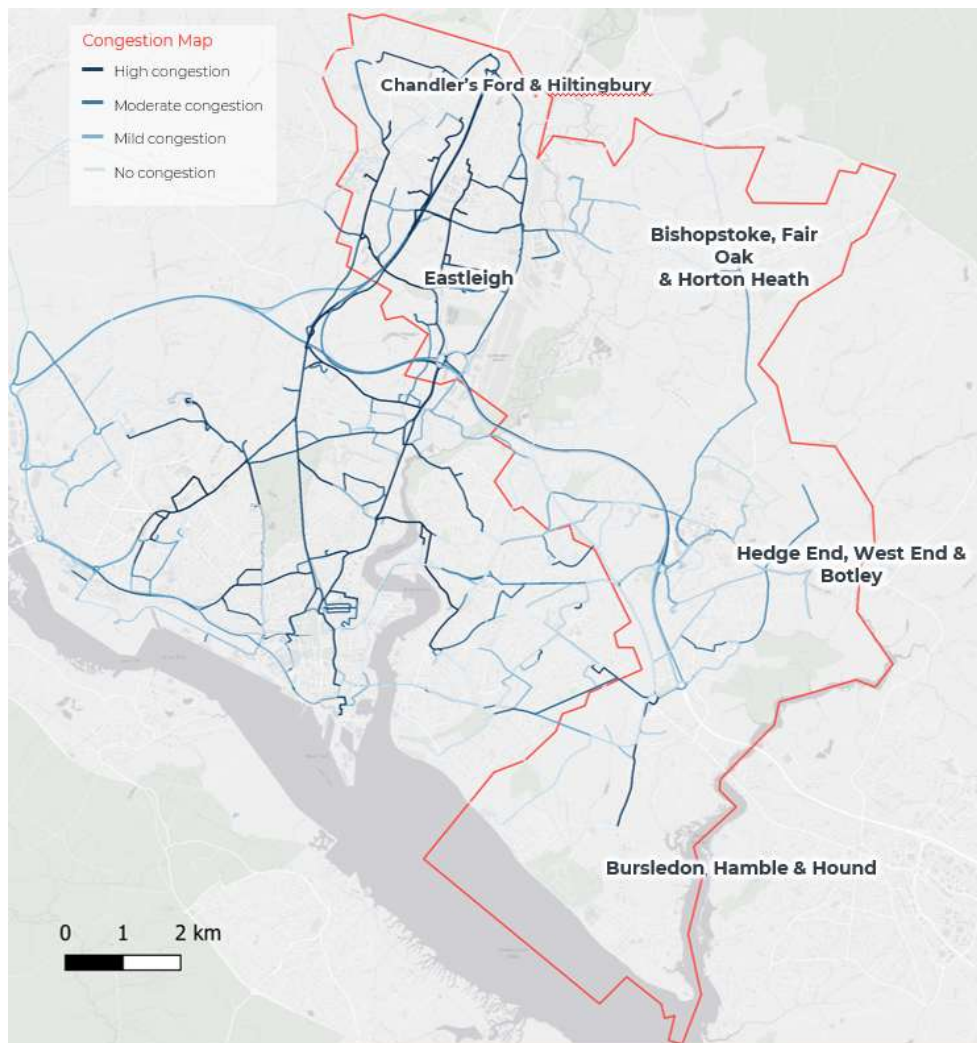 Congestion Map
High congestion
Moderate congestion
Mild congestion
No congestion
Chandler's Ford & Hiltingbury
Bishopstoke, Fair
Oak
& Horton Heath
Eastleigh
Hedge End, West End &
Botley
Bursledon, Hamble & Hound
0 1 2 km